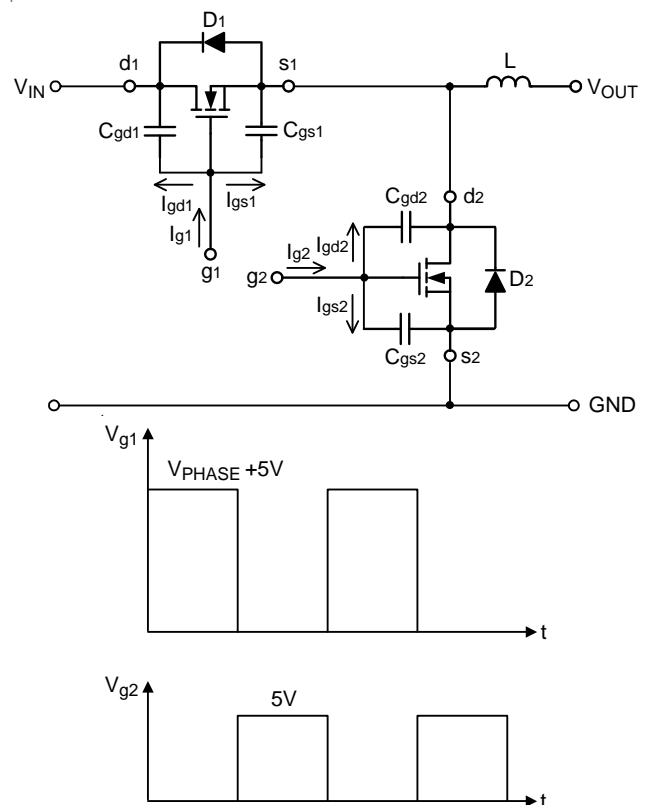 D1
d1
s1
L
VIN
VOUT
Cgd1
Cgs1
Igd1
Igs1
Ig1
g1
Cgd2
d2
Ig2
Igd2
g2
D2
Igs2
Cgs2
s2
GND
Vg1
VPHASE +5V
t
Vg2
5V
t